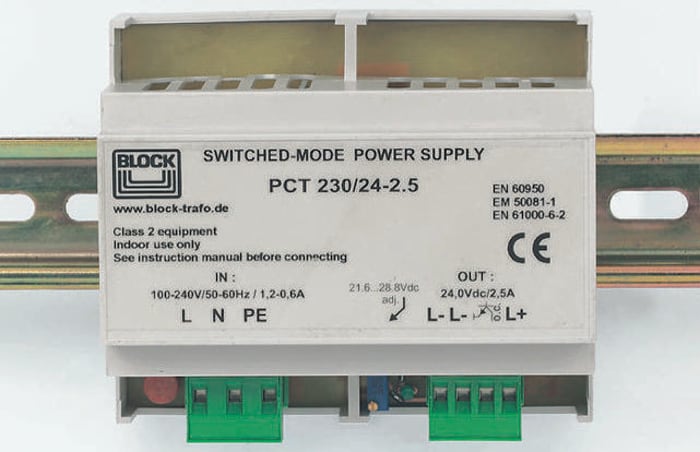 BLOCK
SWITCHED-MODE POWER SUPPLY
PCT 230/24-2.5
www.block-trafo.de
EN 60950
EM 50081-1
EN 61000-6-2
Class 2 equipment
Indoor use only
See instruction manual before connecting
CE
IN :
100-240V/50-60Hz / 1,2-0,6A
L N PE
21.6...28.8Vdc
adj.
OUT :
24,0Vdc/2,5A
L- L- o.c. L+